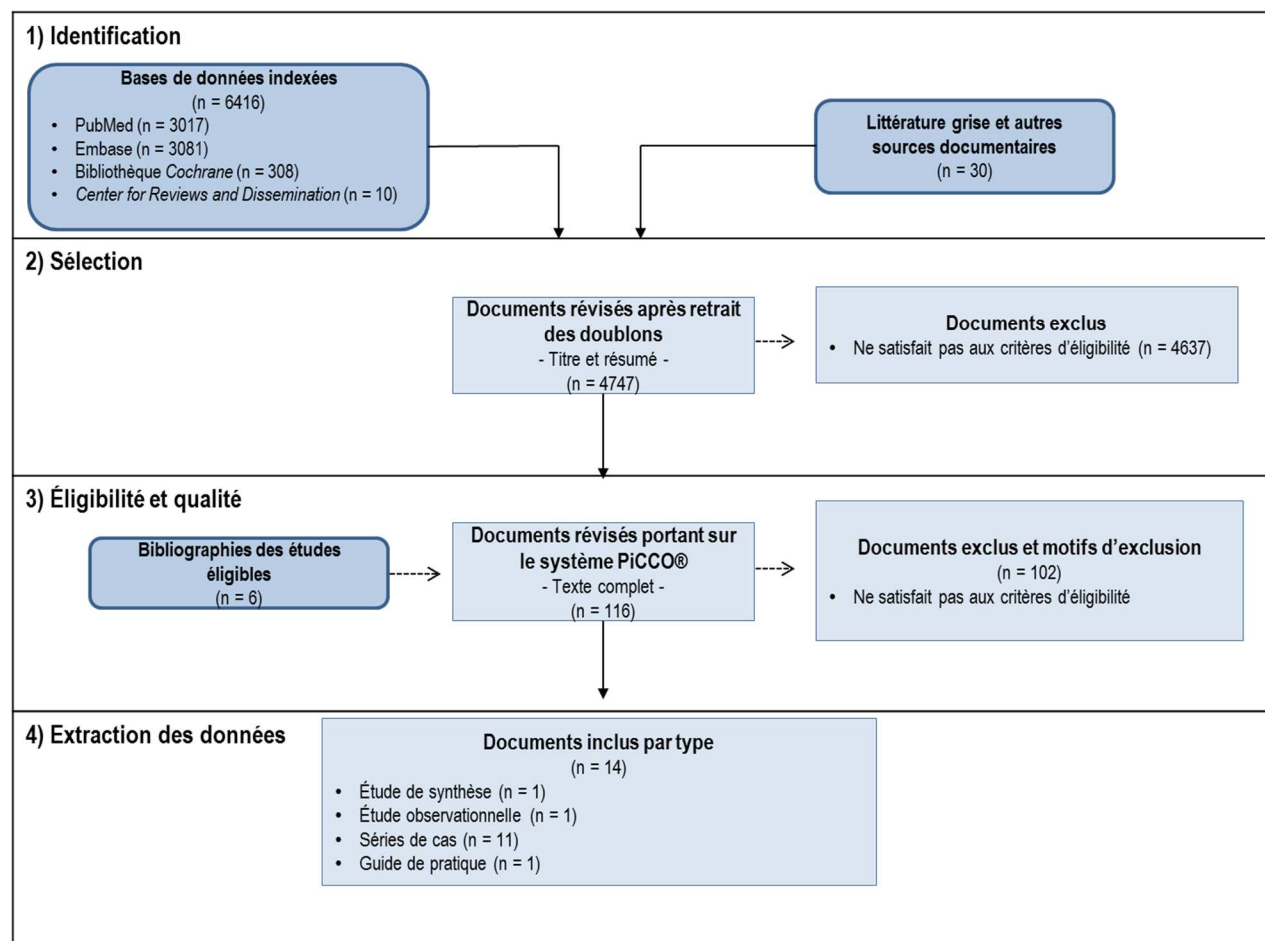 1) Identification
Bases de données indexées
(n = 6416)
• PubMed (n = 3017)
• Embase (n = 3081)
• Bibliothèque Cochrane (n = 308)
• Center for Reviews and Dissemination (n = 10)
Littérature grise et autres
sources documentaires
(n = 30)
2) Sélection
Documents révisés après retrait
des doublons
- Titre et résumé -
(n = 4747)
Documents exclus
• Ne satisfait pas aux critères d’éligibilité (n = 4637)
3) Éligibilité et qualité
Bibliographies des études
éligibles
(n = 6)
Documents révisés portant sur
le système PiCCO®
- Texte complet -
(n = 116)
Documents exclus et motifs d’exclusion
(n = 102)
• Ne satisfait pas aux critères d’éligibilité
4) Extraction des données
Documents inclus par type
(n = 14)
• Étude de synthèse (n = 1)
• Étude observationnelle (n = 1)
• Séries de cas (n = 11)
• Guide de pratique (n = 1)